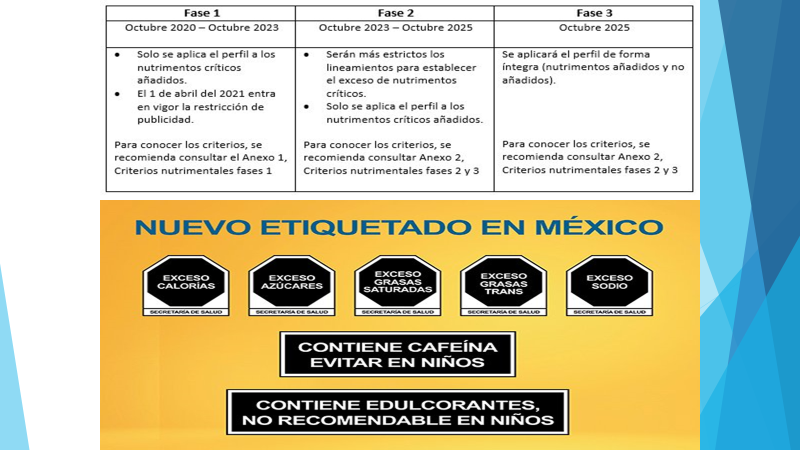 Fase 1
Octubre 2020 – Octubre 2023
• Solo se aplica el perfil a los
nutrimentos críticos
añadidos.
• El 1 de abril del 2021 entra
en vigor la restricción de
publicidad.
Para conocer los criterios, se
recomienda consultar el Anexo 1,
Criterios nutrimentales fases 1
Fase 2
Octubre 2023 – Octubre 2025
• Serán más estrictos los
lineamientos para establecer
el exceso de nutrimentos
críticos.
• Solo se aplica el perfil a los
nutrimentos críticos añadidos.
Para conocer los criterios, se
recomienda consultar Anexo 2,
Criterios nutrimentales fases 2 y 3
Fase 3
Octubre 2025
Se aplicará el perfil de forma
íntegra (nutrimentos añadidos y no
añadidos).
Para conocer los criterios, se
recomienda consultar Anexo 2,
Criterios nutrimentales fases 2 y 3
NUEVO ETIQUETADO EN MÉXICO
EXCESO
CALORÍAS
SECRETARÍA DE SALUD
EXCESO
AZÚCARES
SECRETARÍA DE SALUD
EXCESO
GRASAS
SATURADAS
SECRETARÍA DE SALUD
EXCESO
GRASAS
TRANS
SECRETARÍA DE SALUD
EXCESO
SODIO
SECRETARÍA DE SALUD
CONTIENE CAFEÍNA
EVITAR EN NIÑOS
CONTIENE EDULCORANTES,
NO RECOMENDABLE EN NIÑOS